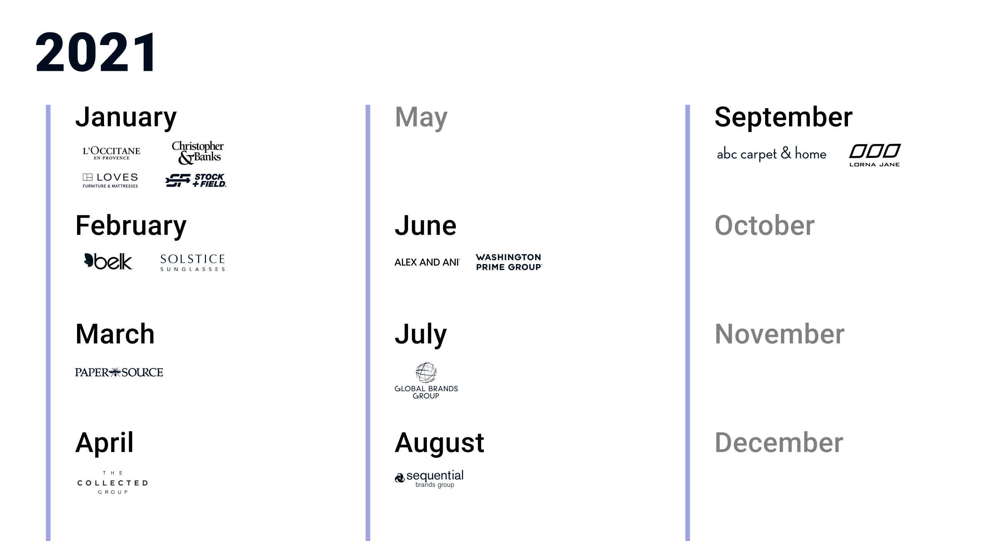 2021
January
L'OCCITANE
EN PROVENCE
Christopher
& Banks
LOVES
FURNITURE & MATTRESSES
SF STOCK
+ FIELD
February
belk
SOLSTICE
SUNGLASSES
March
PAPER SOURCE
April
THE
COLLECTED
GROUP
May
June
ALEX AND ANI
WASHINGTON
PRIME GROUP
July
GLOBAL BRANDS
GROUP
August
sequential
brands group
September
abc carpet & home
LORNA JANE
October
November
December